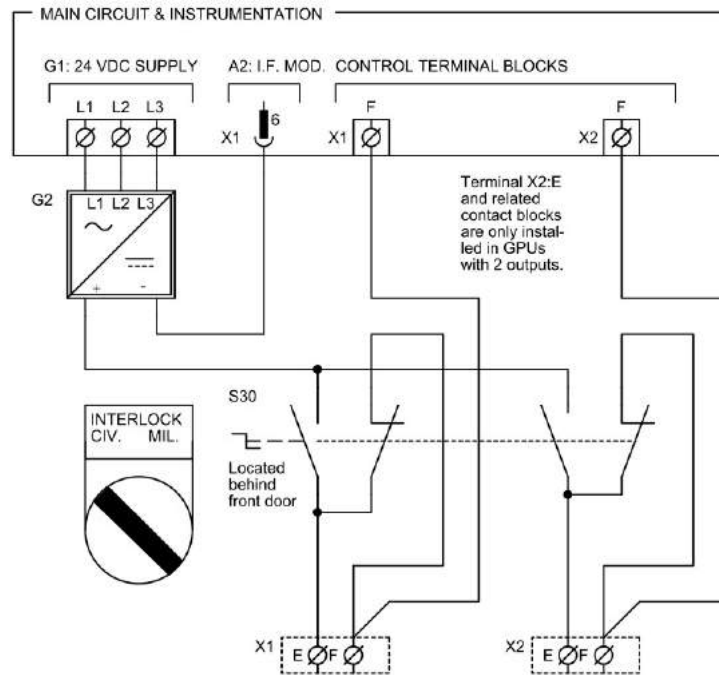 MAIN CIRCUIT & INSTRUMENTATION
G1: 24 VDC SUPPLY
A2: I.F. MOD.
CONTROL TERMINAL BLOCKS
L1 L2 L3
6
F
F
X1
X1
X2
G2
L1 L2 L3
+ -
Terminal X2:E
and related
contact blocks
are only instal-
led in GPUs
with 2 outputs.
S30
INTERLOCK
CIV. MIL.
Located
behind
front door
X1
E F
X2
E F